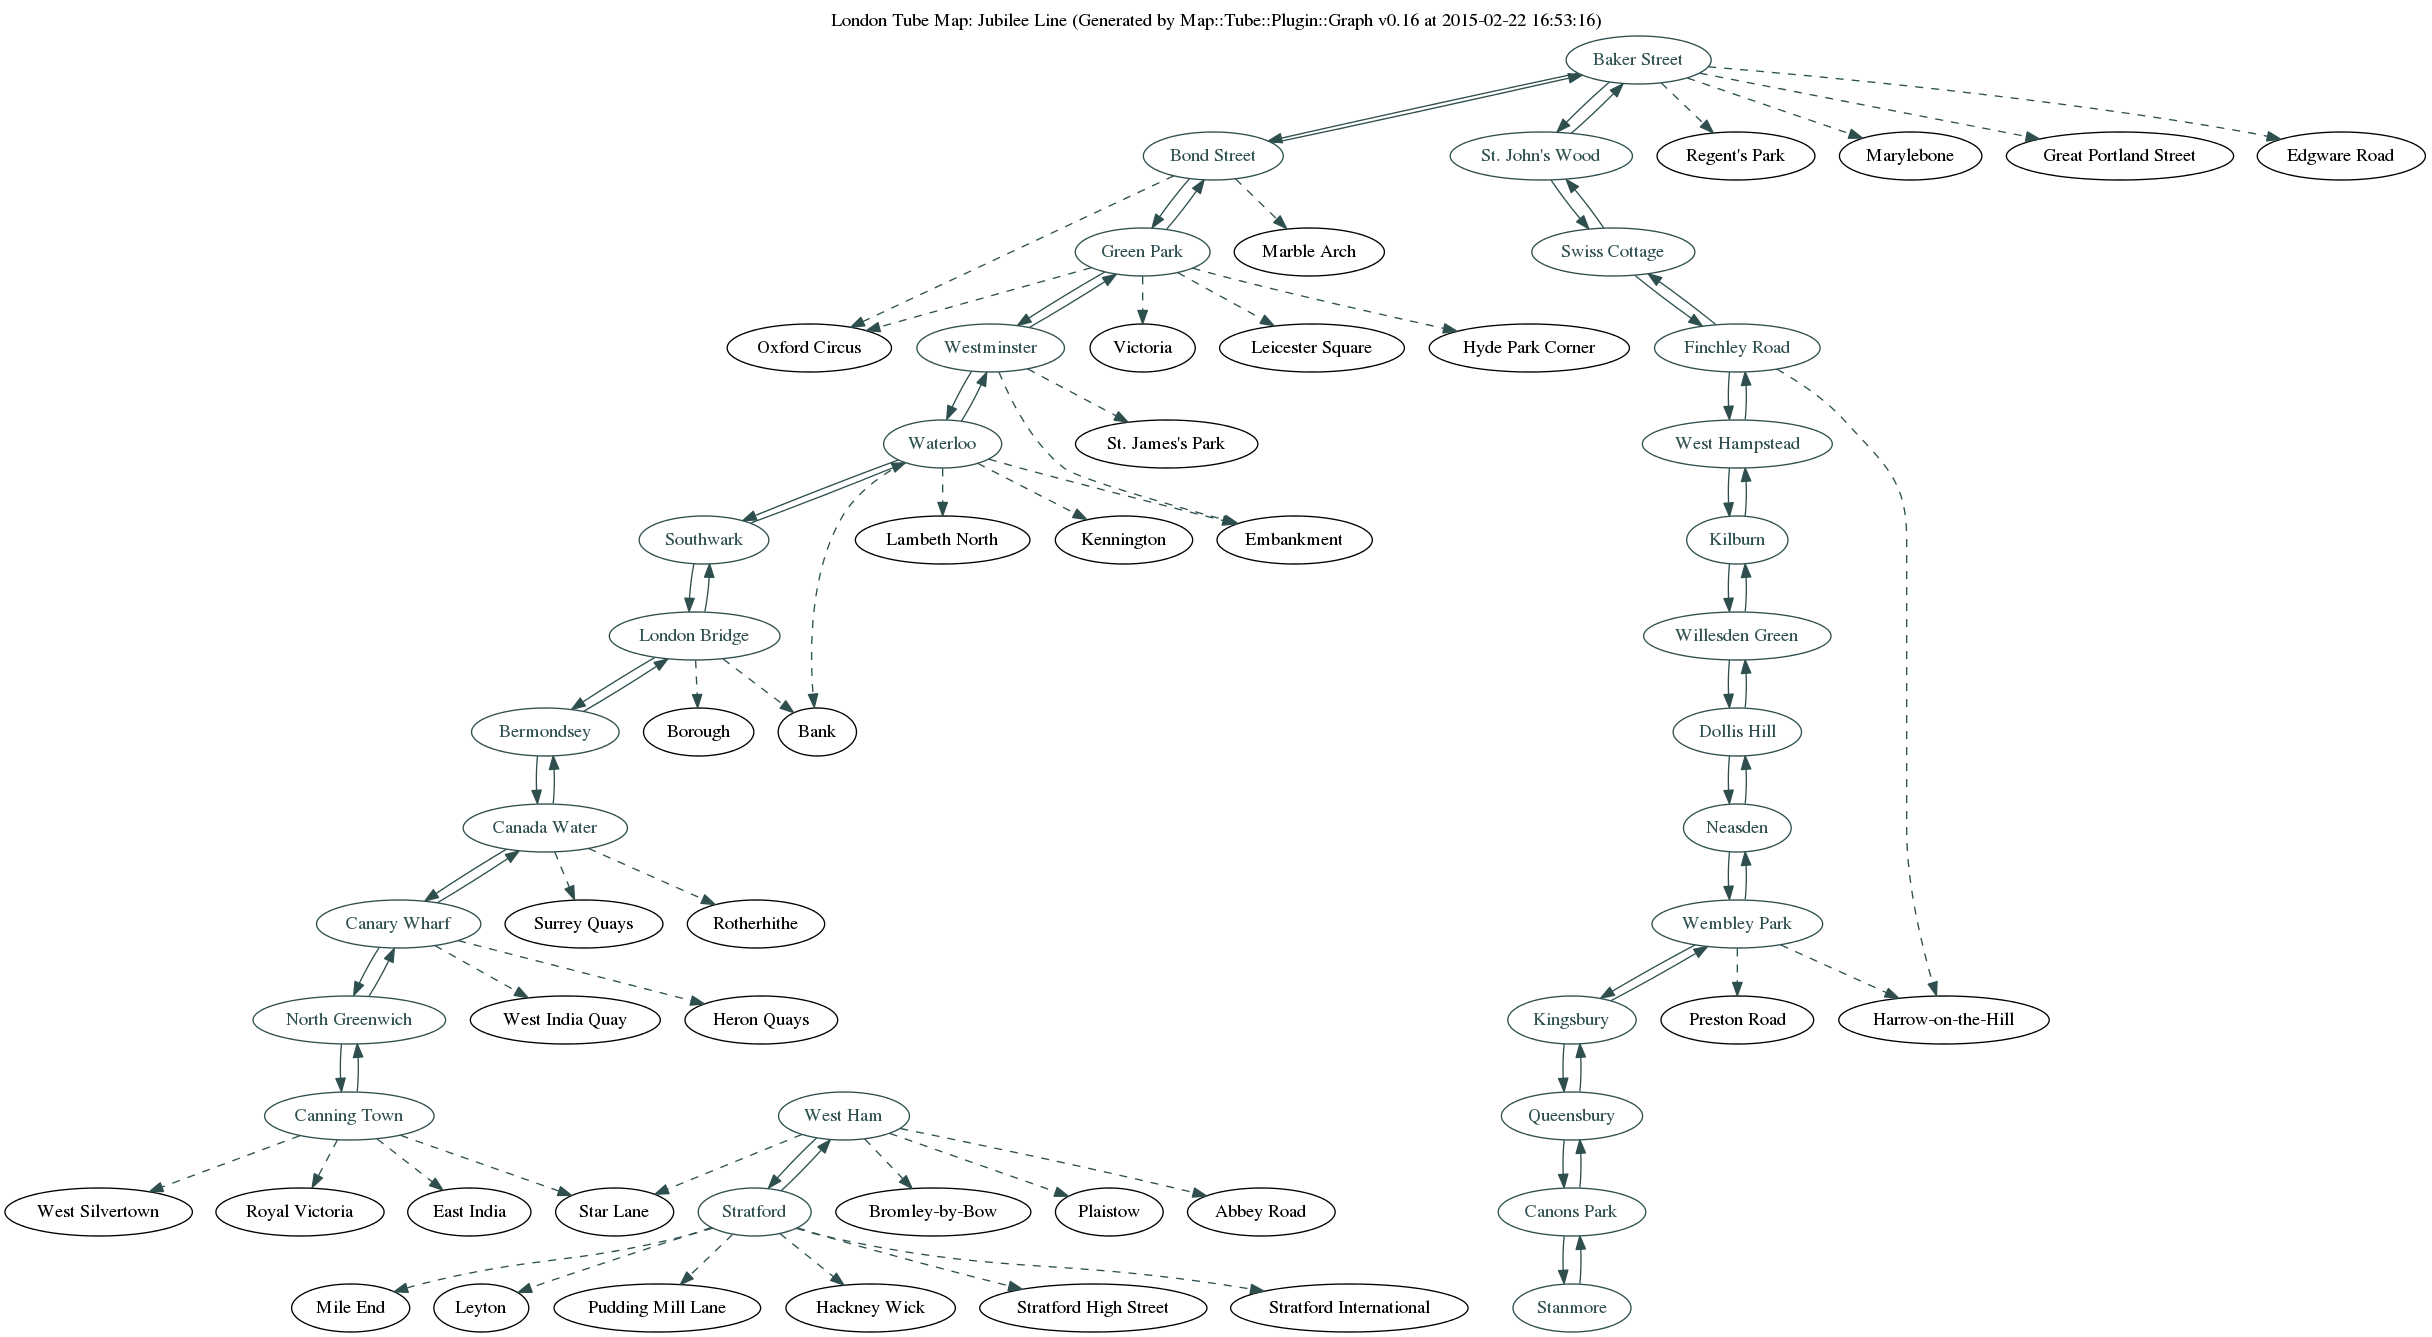 London Tube Map: Jubilee Line (Generated by Map::Tube::Plugin::Graph v0.16 at 2015-02-22 16:53:16)
Baker Street
Bond Street
St. John's Wood
Regent's Park
Marylebone
Great Portland Street
Edgware Road
Green Park
Marble Arch
Swiss Cottage
Oxford Circus
Westminster
Victoria
Leicester Square
Hyde Park Corner
Finchley Road
Waterloo
St. James's Park
West Hampstead
Southwark
Lambeth North
Kennington
Embankment
Kilburn
London Bridge
Willesden Green
Bermondsey
Borough
Bank
Dollis Hill
Canada Water
Neasden
Canary Wharf
Surrey Quays
Rotherhithe
Wembley Park
North Greenwich
West India Quay
Heron Quays
Kingsbury
Preston Road
Harrow-on-the-Hill
Canning Town
West Ham
Queensbury
West Silvertown
Royal Victoria
East India
Star Lane
Stratford
Bromley-by-Bow
Plaistow
Abbey Road
Canons Park
Mile End
Leyton
Pudding Mill Lane
Hackney Wick
Stratford High Street
Stratford International
Stanmore